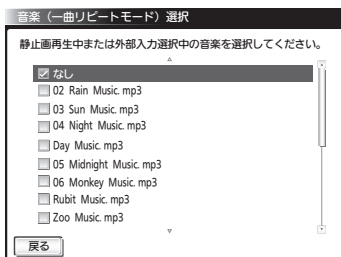 音楽（一曲リピートモード）選択
静止画再生中または外部入力選択中の音楽を選択してください。
なし
02 Rain Music. mp3
03 Sun Music. mp3
04 Night Music. mp3
Day Music. mp3
05 Midnight Music. mp3
06 Monkey Music. mp3
Rubit Music. mp3
Zoo Music. mp3
戻る